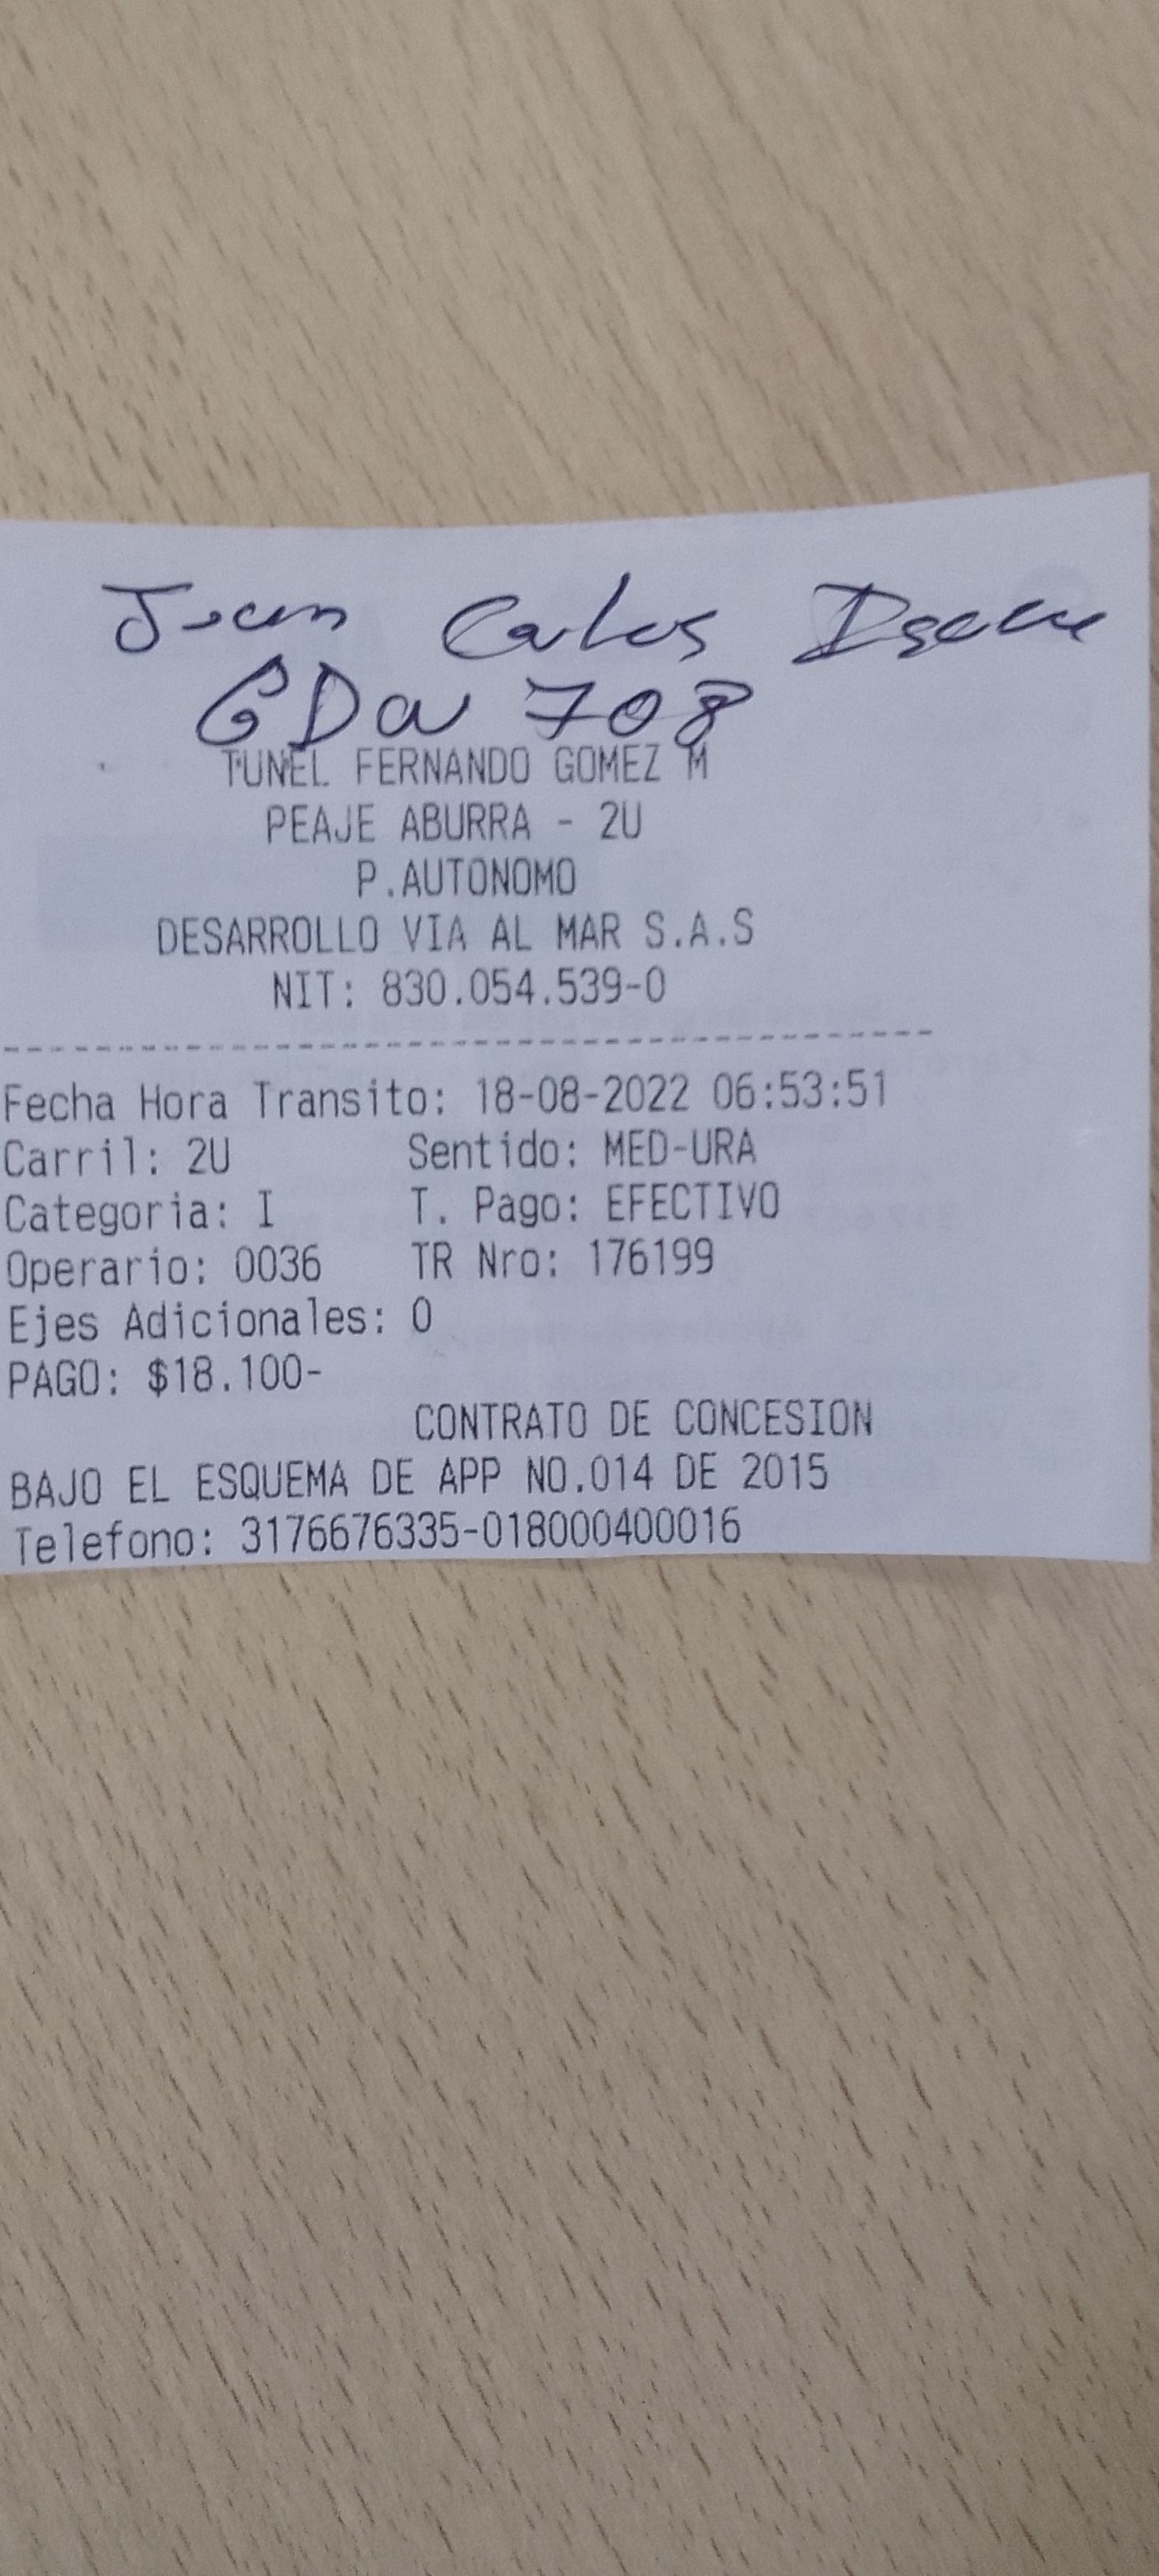 Juan Carlos
708
TUNEL FERNANDO GOMEZ M
PEAJE ABURRA - 2U
P.AUTONOMO
DESARROLLO VIA AL MAR S.A.S
NIT: 830.054.539-0
--------------------------------------------
Fecha Hora Transito: 18-08-2022 06:53:51
Carril: 2U Sentido: MED-URA
Categoria: I T. Pago: EFECTIVO
Operario: 0036 TR Nro: 176199
Ejes Adicionales: 0
PAGO: $18.100-
CONTRATO DE CONCESION
BAJO EL ESQUEMA DE APP NO.014 DE 2015
Telefono: 3176676335-018000400016